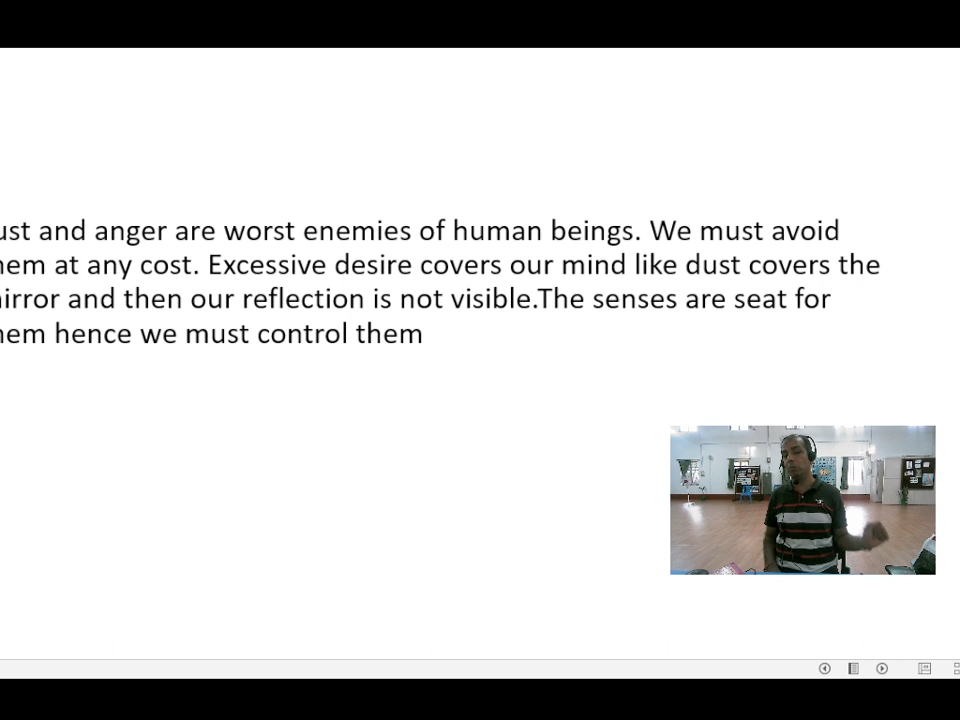 ust and anger are worst enemies of human beings. We must avoid
hem at any cost. Excessive desire covers our mind like dust covers the
irror and then our reflection is not visible.The senses are seat for
hem hence we must control them